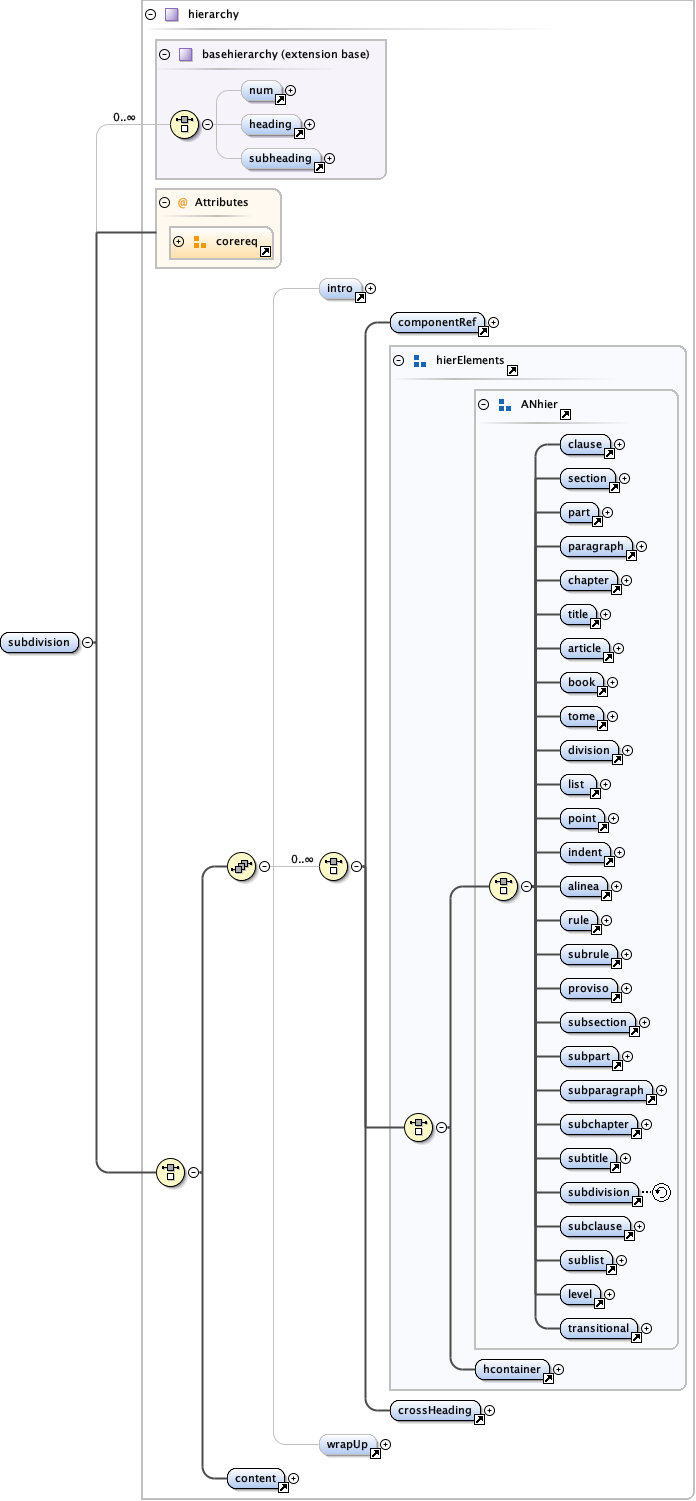 hierarchy
basehierarchy (extension base)
num
0..∞
heading
subheading
@ Attributes
corereq
intro
componentRef
hierElements
ANhier
clause
section
part
paragraph
chapter
title
subdivision
article
book
tome
division
list
point
0..∞
indent
alinea
rule
subrule
proviso
subsection
subpart
subparagraph
subchapter
subtitle
subdivision
subclause
sublist
level
transitional
hcontainer
crossHeading
wrapUp
content